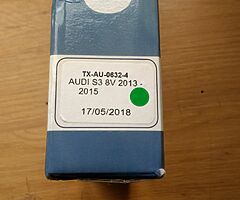 TX-AU-0632-4
AUDI S3 8V 2013 -
2015
17/05/2018